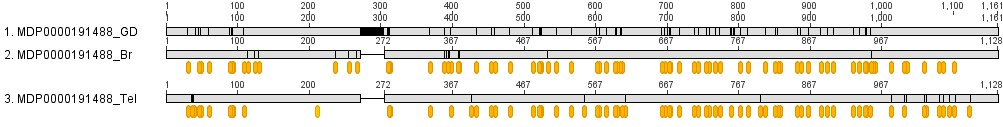 1 100 200 300 400 500 600 700 800 900 1,000 1,100 1,161
1 100 200 300 400 500 600 700 800 900 1,000 1,100 1,161
1. MDP0000191488_GD
1 100 200 272 367 467 567 667 767 867 967 1,128
2. MDP0000191488_Br
1 100 200 272 367 467 567 667 767 867 967 1,128
3. MDP0000191488_Tel